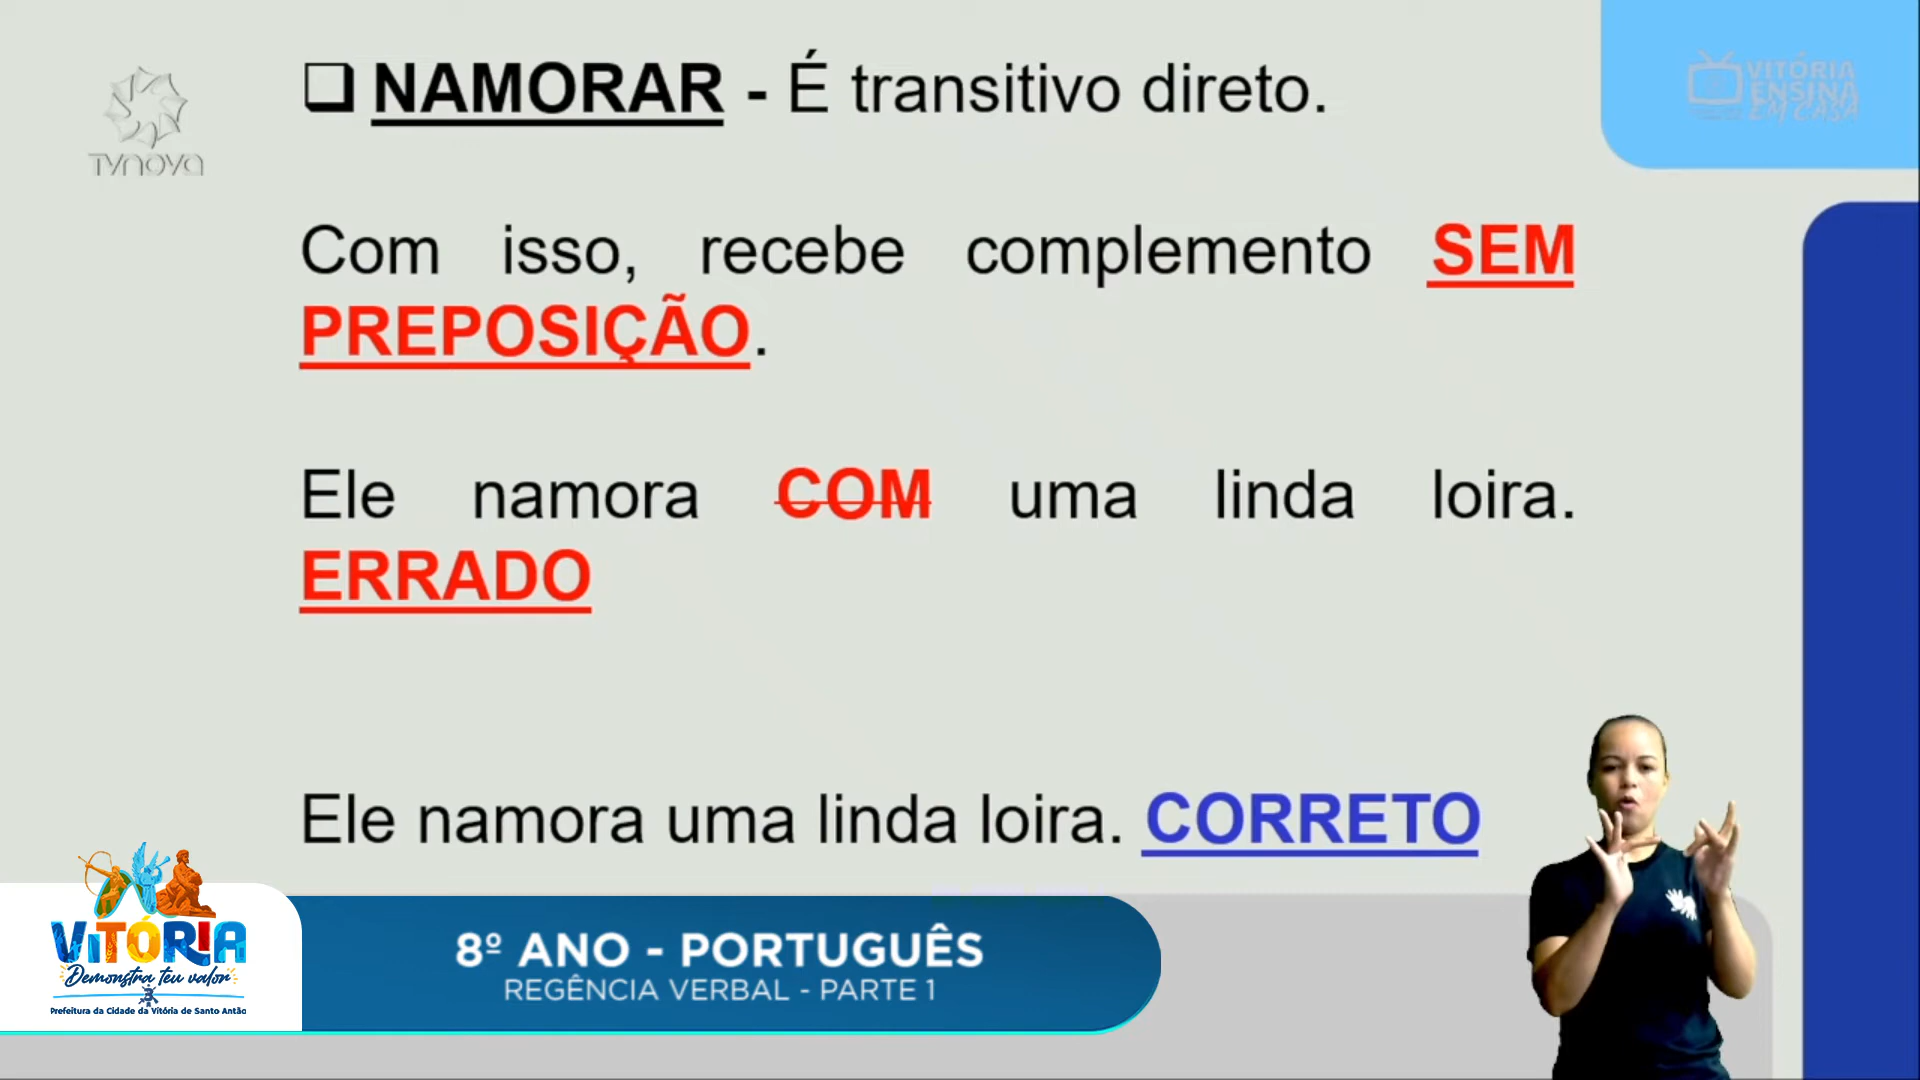 NAMORAR - É transitivo direto.
TVNOVA
VITÓRIA
ENSINA
EM CASA
Com isso, recebe complemento SEM
PREPOSIÇÃO.
Ele namora COM uma linda loira.
ERRADO
Ele namora uma linda loira. CORRETO
VITÓRIA
Demonstra teu valor
Prefeitura da Cidade da Vitória de Santo Antão
8º ANO - PORTUGUÊS
REGÊNCIA VERBAL - PARTE 1